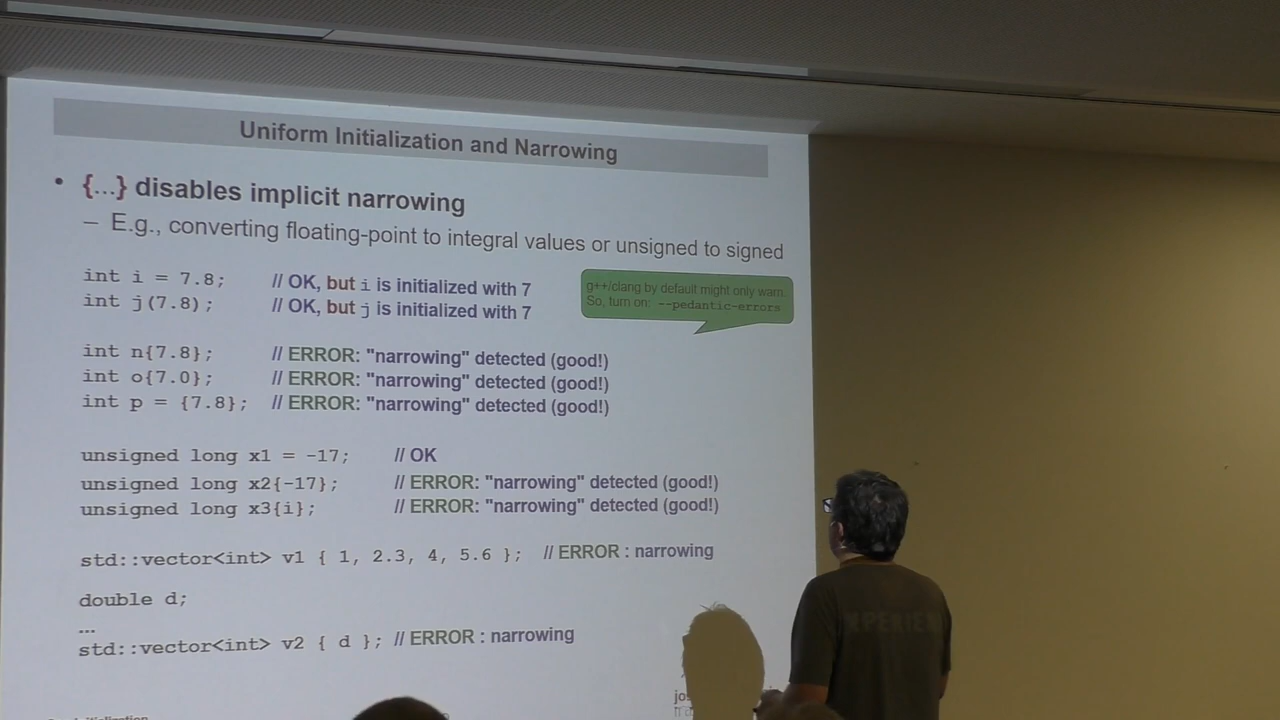 Uniform Initialization and Narrowing
• {...} disables implicit narrowing
– E.g., converting floating-point to integral values or unsigned to signed
int i = 7.8; // OK, but i is initialized with 7
int j(7.8); // OK, but j is initialized with 7
g++/clang by default might only warn.
So, turn on: --pedantic-errors
int n{7.8}; // ERROR: "narrowing" detected (good!)
int o{7.0}; // ERROR: "narrowing" detected (good!)
int p = {7.8}; // ERROR: "narrowing" detected (good!)
unsigned long x1 = -17; // OK
unsigned long x2{-17}; // ERROR: "narrowing" detected (good!)
unsigned long x3{i}; // ERROR: "narrowing" detected (good!)
std::vector<int> v1 { 1, 2.3, 4, 5.6 }; // ERROR : narrowing
double d;
...
std::vector<int> v2 { d }; // ERROR : narrowing